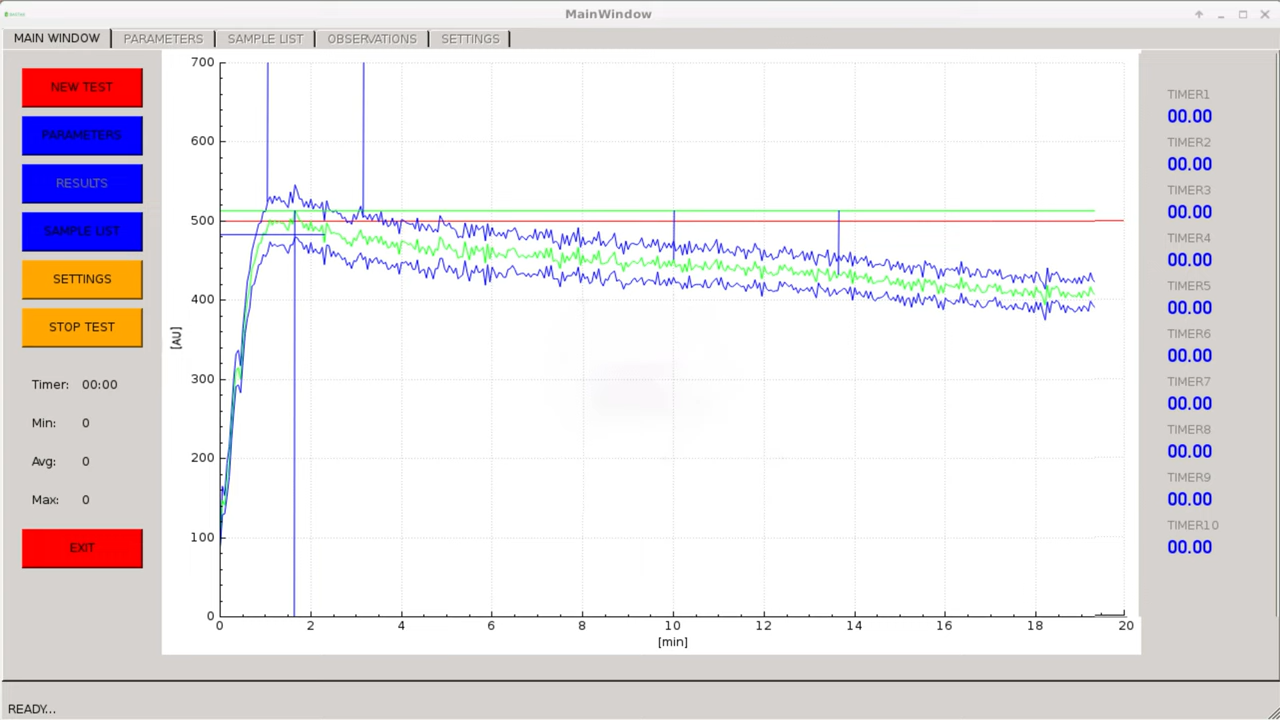 MainWindow
MAIN WINDOW
PARAMETERS
SAMPLE LIST
OBSERVATIONS
SETTINGS
NEW TEST
PARAMETERS
RESULTS
SAMPLE LIST
SETTINGS
STOP TEST
Timer: 00:00
Min: 0
Avg: 0
Max: 0
EXIT
700
600
500
400
300
200
100
0
[AU]
0 2 4 6 8 10 12 14 16 18 20
[min]
TIMER1
00.00
TIMER2
00.00
TIMER3
00.00
TIMER4
00.00
TIMER5
00.00
TIMER6
00.00
TIMER7
00.00
TIMER8
00.00
TIMER9
00.00
TIMER10
00.00
READY...